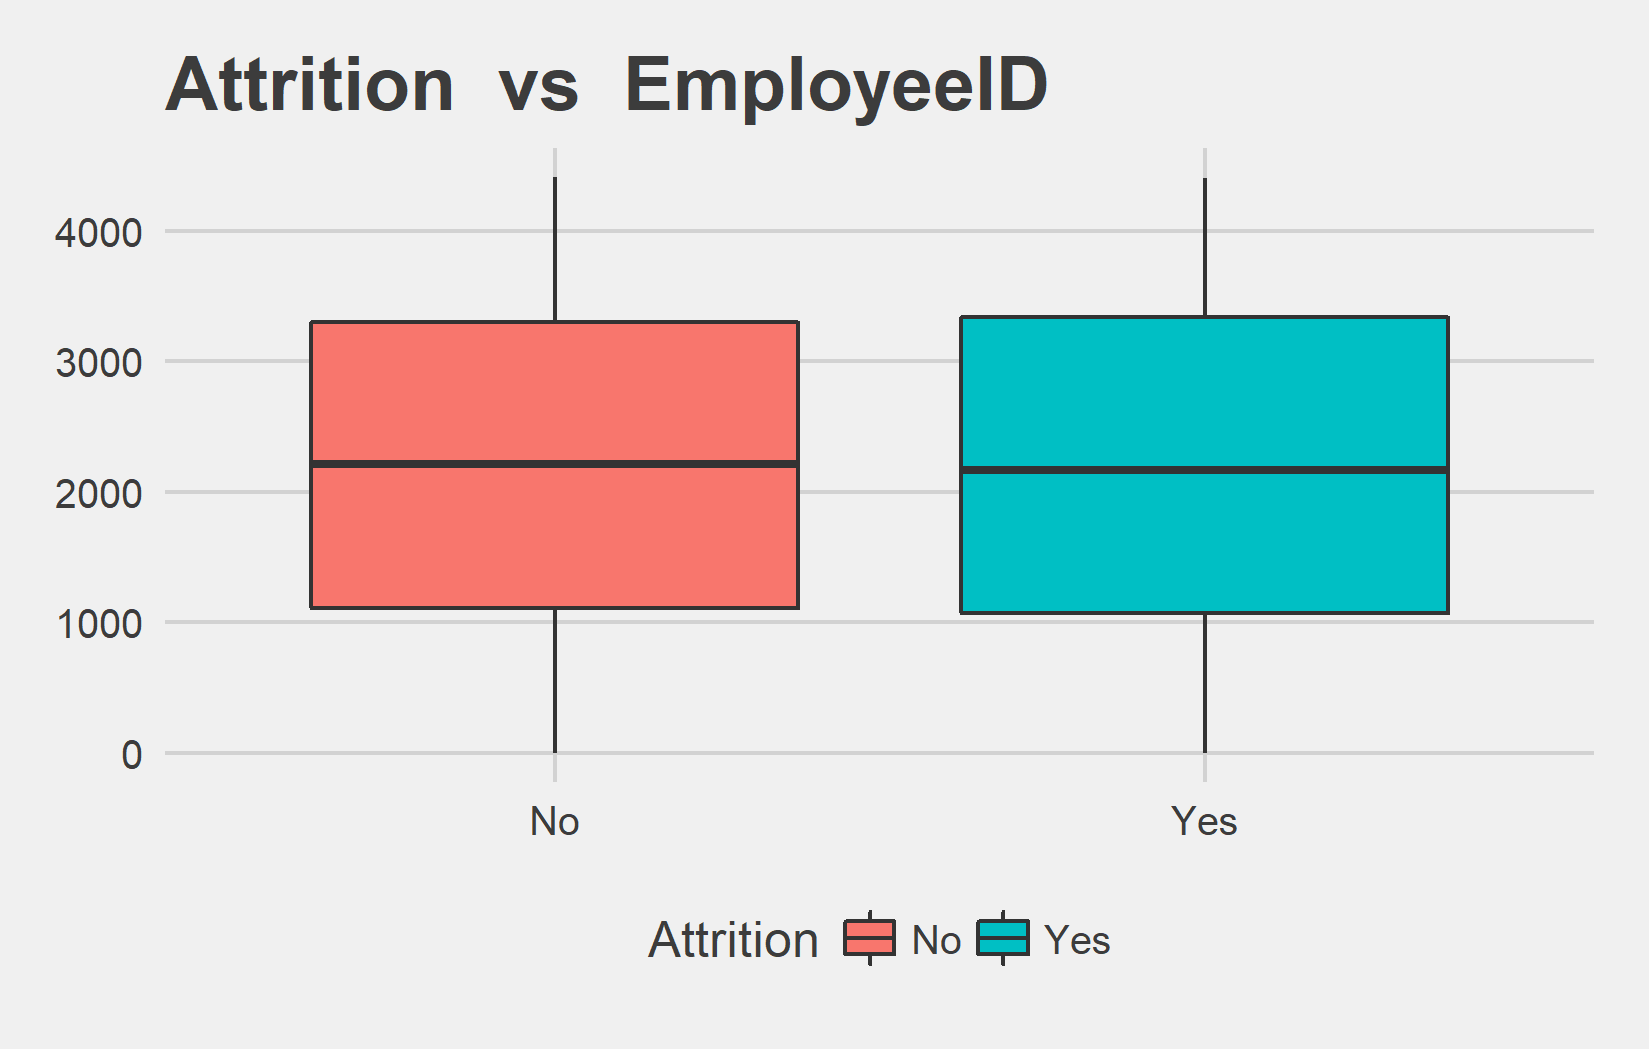 Attrition vs EmployeeID
4000
3000
2000
1000
0
No Yes
Attrition No Yes